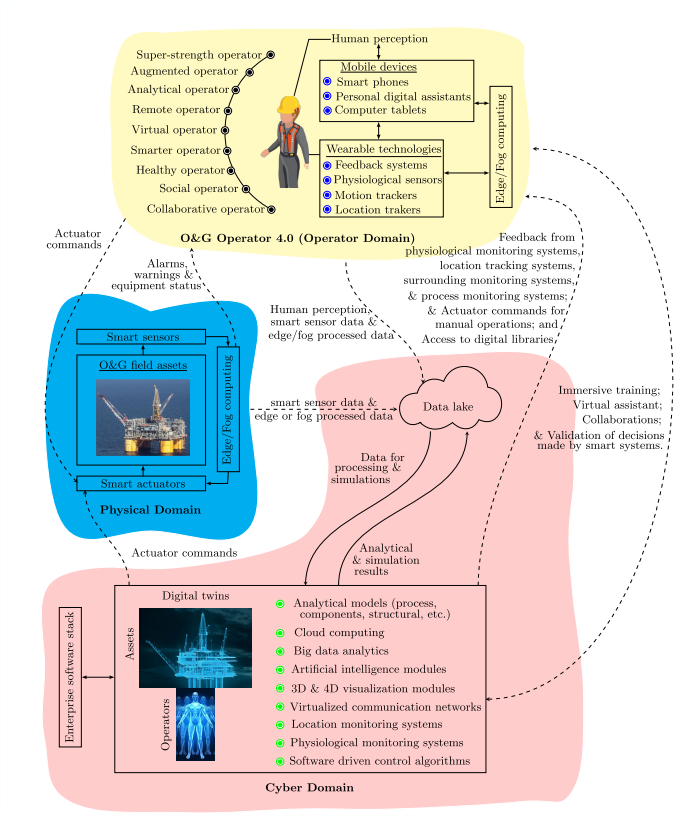 Human perception
Super-strength operator
Augmented operator
Analytical operator
Remote operator
Virtual operator
Smarter operator
Healthy operator
Social operator
Collaborative operator
Mobile devices
Smart phones
Personal digital assistants
Computer tablets
Wearable technologies
Feedback systems
Physiological sensors
Motion trackers
Location trakers
Edge/Fog computing
O&G Operator 4.0 (Operator Domain)
Actuator
commands
Alarms,
warnings &
equipment status
Human perception,
smart sensor data &
edge/fog processed data
Feedback from
physiological monitoring systems,
location tracking systems,
surrounding monitoring systems,
& process monitoring systems;
& Actuator commands for
manual operations; and
Access to digital libraries
Smart sensors
O&G field assets
Edge/Fog computing
Smart actuators
Physical Domain
smart sensor data &
edge or fog processed data
Data lake
Immersive training;
Virtual assistant;
Collaborations;
& Validation of decisions
made by smart systems.
Data for
processing &
simulations
Analytical
& simulation
results
Actuator commands
Enterprise software stack
Digital twins
Assets
Operators
Analytical models (process,
components, structural, etc.)
Cloud computing
Big data analytics
Artificial intelligence modules
3D & 4D visualization modules
Virtualized communication networks
Location monitoring systems
Physiological monitoring systems
Software driven control algorithms
Cyber Domain